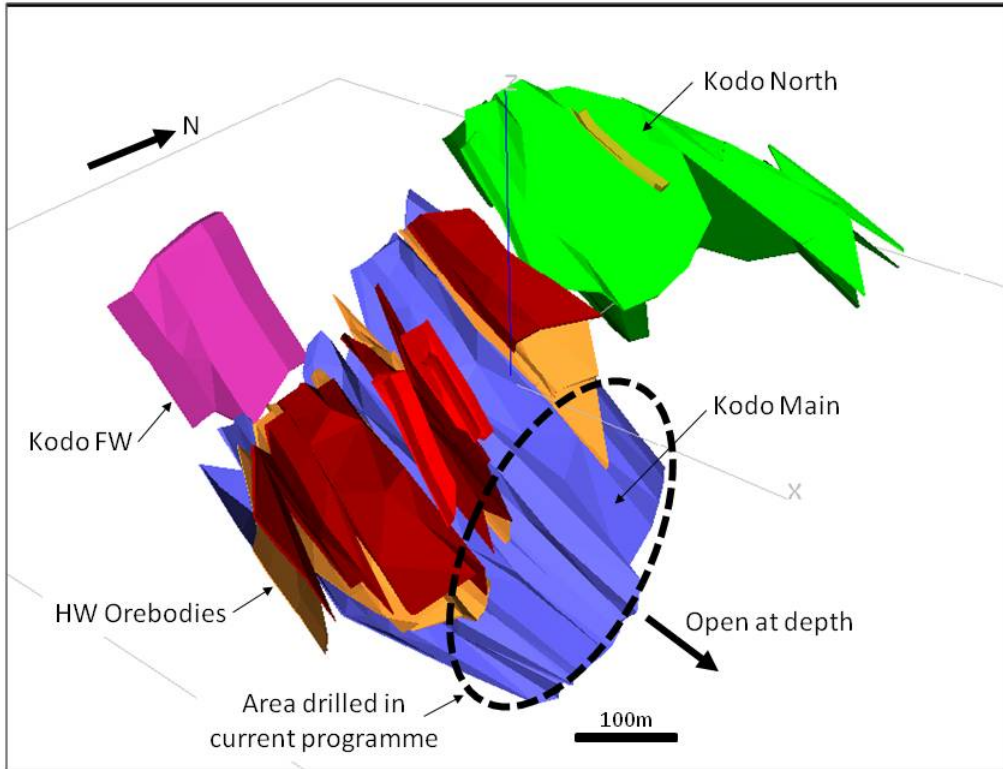 Z
Kodo North
N
Kodo Main
X
Kodo FW
HW Orebodies
Open at depth
Area drilled in
current programme
100m